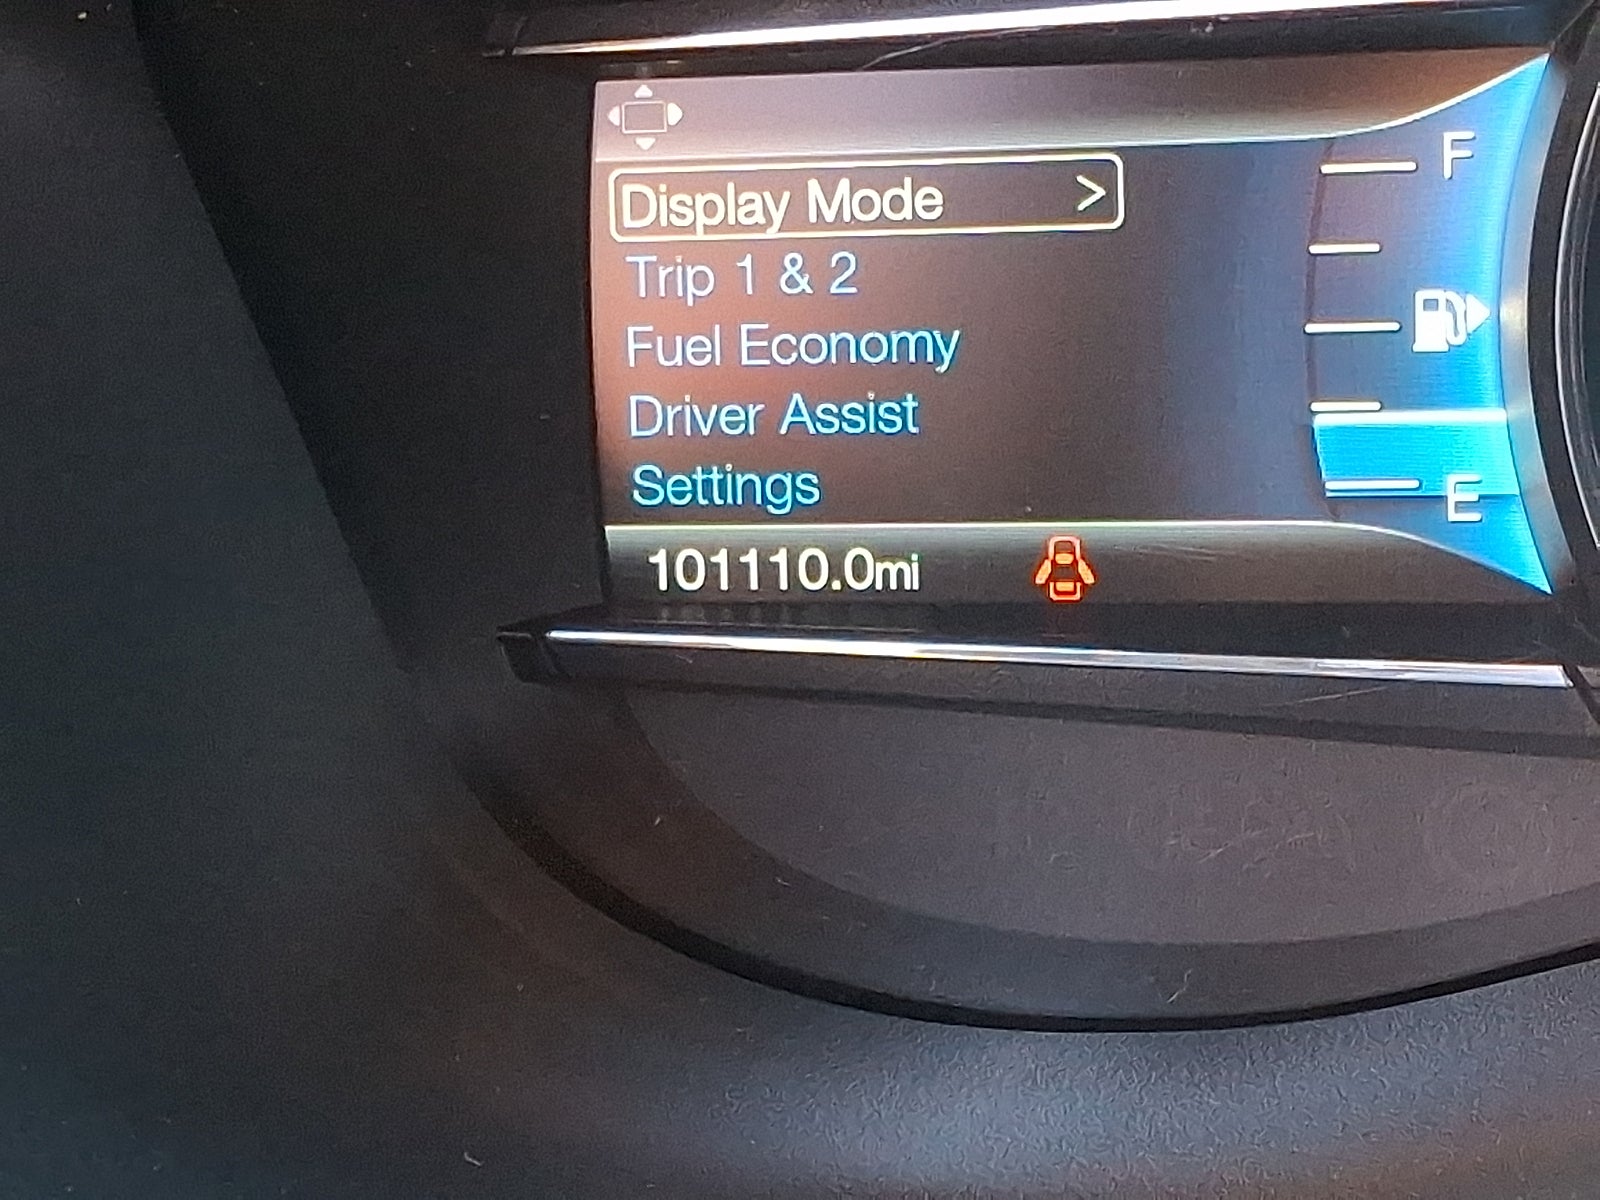 Display Mode >
Trip 1 & 2
Fuel Economy
Driver Assist
Settings
101110.0mi
F
E